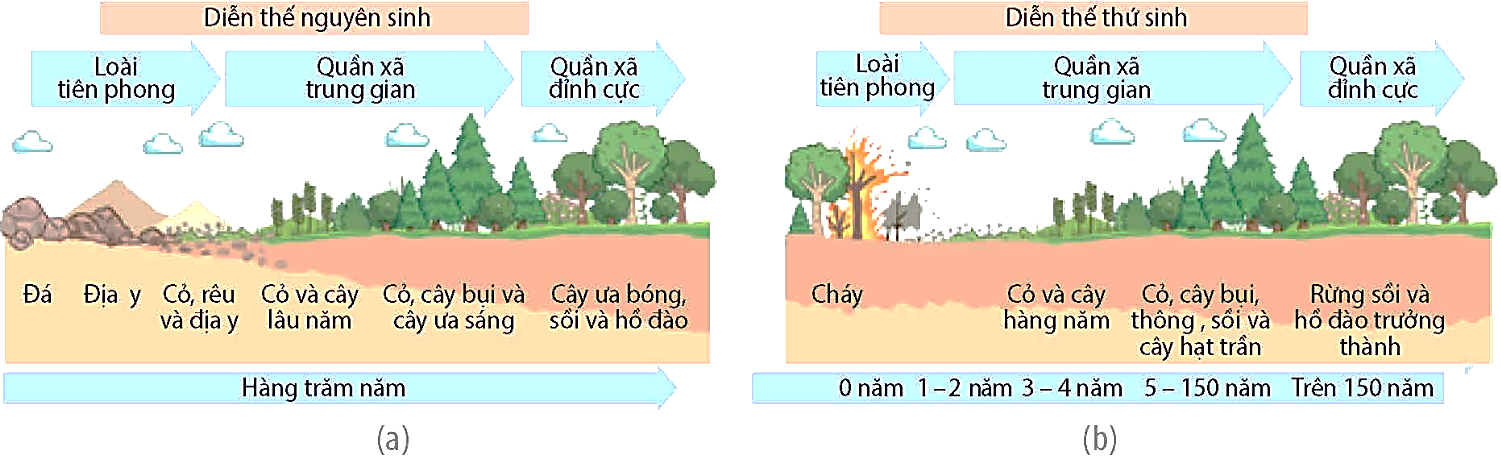 Diễn thế nguyên sinh
Loài
tiên phong
Quần xã
trung gian
Quần xã
đỉnh cực
Đá
Địa y
Cỏ, rêu
và địa y
Cỏ và cây
lâu năm
Cỏ, cây bụi và
cây ưa sáng
Cây ưa bóng,
sồi và hồ đào
Hàng trăm năm
(a)
Diễn thế thứ sinh
Loài
tiên phong
Quần xã
trung gian
Quần xã
đỉnh cực
Cháy
Cỏ và cây
hàng năm
Cỏ, cây bụi,
thông , sồi và
cây hạt trần
Rừng sồi và
hồ đào trưởng
thành
0 năm
1 – 2 năm
3 – 4 năm
5 – 150 năm
Trên 150 năm
(b)